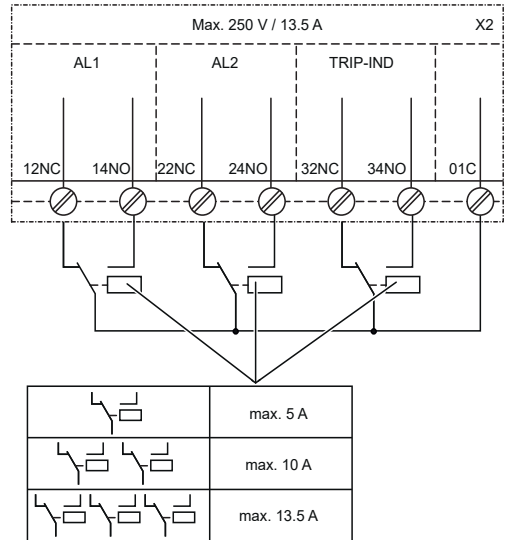 Max. 250 V / 13.5 A X2
AL1 AL2 TRIP-IND
12NC 14NO 22NC 24NO 32NC 34NO 01C
max. 5 A
max. 10 A
max. 13.5 A